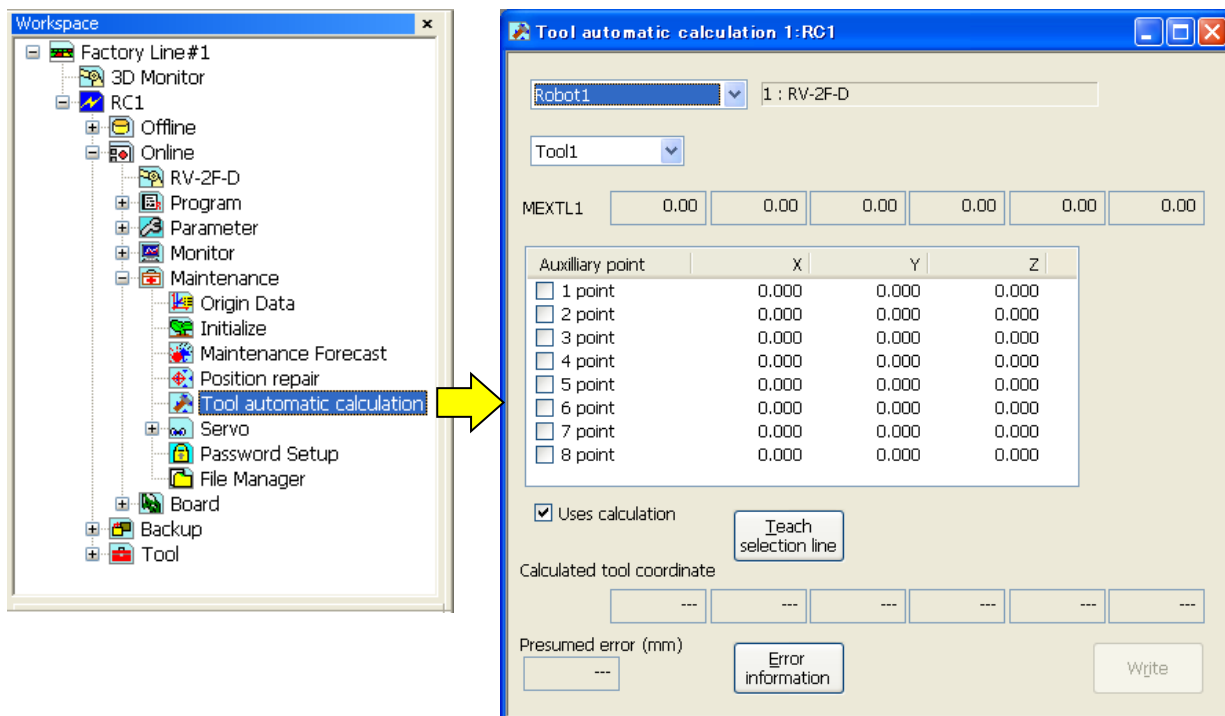 Workspace
Factory Line#1
3D Monitor
RC1
Offline
Online
RV-2F-D
Program
Parameter
Monitor
Maintenance
Origin Data
Initialize
Maintenance Forecast
Position repair
Tool automatic calculation
Servo
Password Setup
File Manager
Board
Backup
Tool
Tool automatic calculation 1:RC1
Robot1 1 : RV-2F-D
Tool1
MEXTL1 0.00 0.00 0.00 0.00 0.00 0.00
Auxilliary point X Y Z
1 point 0.000 0.000 0.000
2 point 0.000 0.000 0.000
3 point 0.000 0.000 0.000
4 point 0.000 0.000 0.000
5 point 0.000 0.000 0.000
6 point 0.000 0.000 0.000
7 point 0.000 0.000 0.000
8 point 0.000 0.000 0.000
Uses calculation
Teach
selection line
Calculated tool coordinate
--- --- --- --- --- ---
Presumed error (mm)
---
Error
information
Write